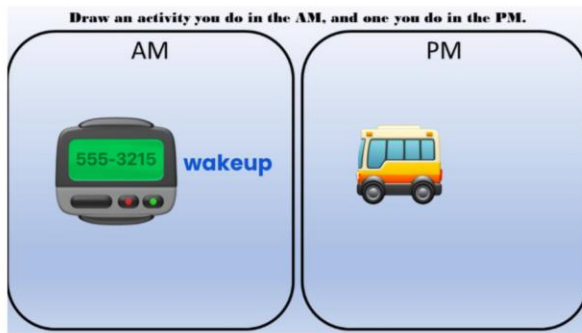 Draw an activity you do in the AM, and one you do in the PM.
AM
555-3215
wakeup
PM